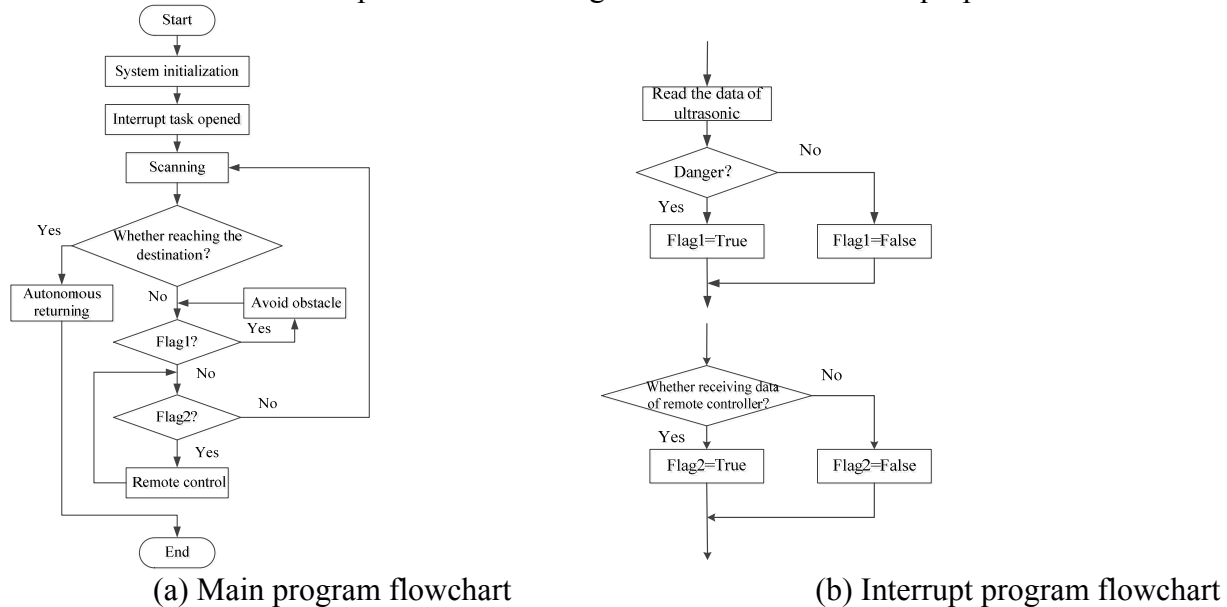 Start
System initialization
Interrupt task opened
Scanning
Yes
Whether reaching the
destination?
Autonomous
returning
No
Avoid obstacle
Yes
Flag1?
No
Flag2?
No
Yes
Remote control
End
(a) Main program flowchart
Read the data of
ultrasonic
No
Danger?
Yes
Flag1=True
Flag1=False
Whether receiving data
of remote controller?
No
Yes
Flag2=True
Flag2=False
(b) Interrupt program flowchart